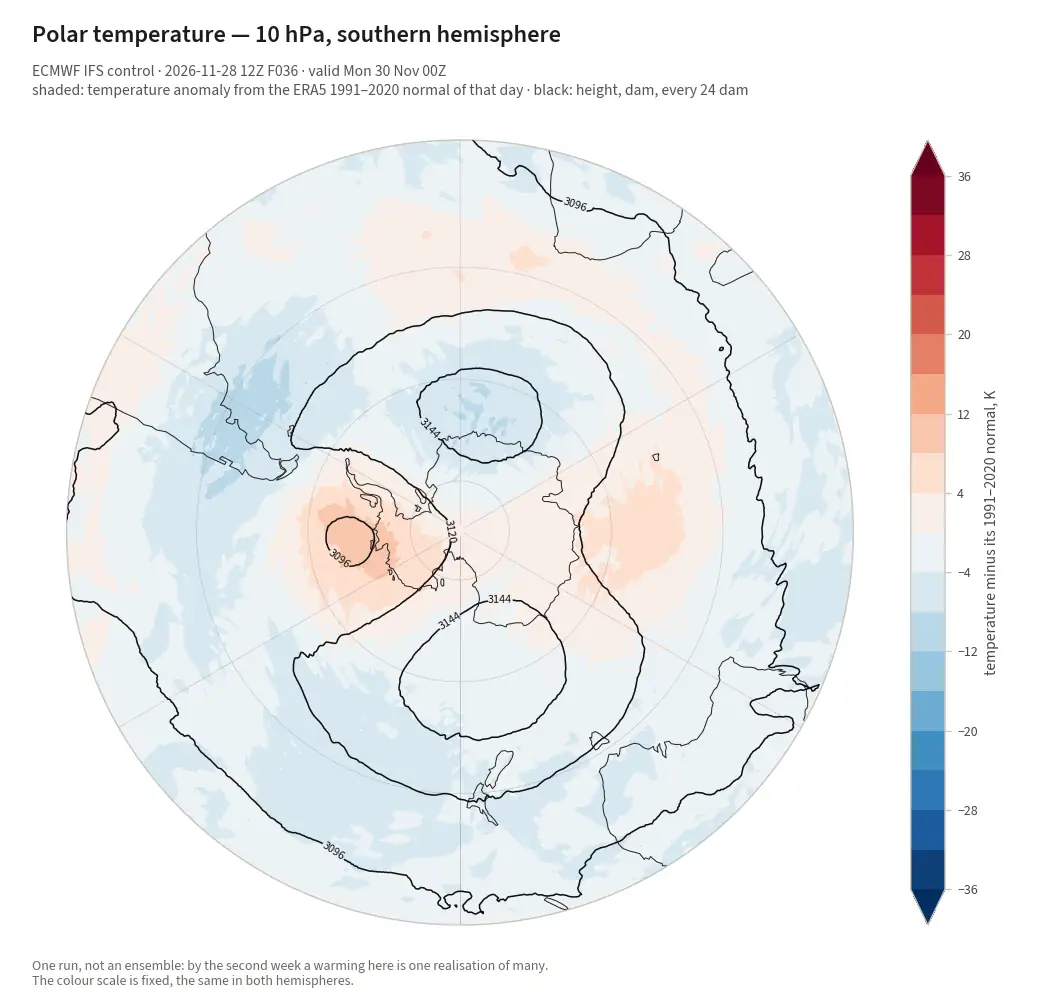 Polar temperature — 10 hPa, southern hemisphere
ECMWF IFS control · 2026-11-28 12Z F036 · valid Mon 30 Nov 00Z
shaded: temperature anomaly from the ERA5 1991–2020 normal of that day · black: height, dam, every 24 dam
3096
3144
3120
3096
3144
3144
3096
36
28
20
12
4
−4
−12
−20
−28
−36
temperature minus its 1991–2020 normal, K
One run, not an ensemble: by the second week a warming here is one realisation of many.
The colour scale is fixed, the same in both hemispheres.